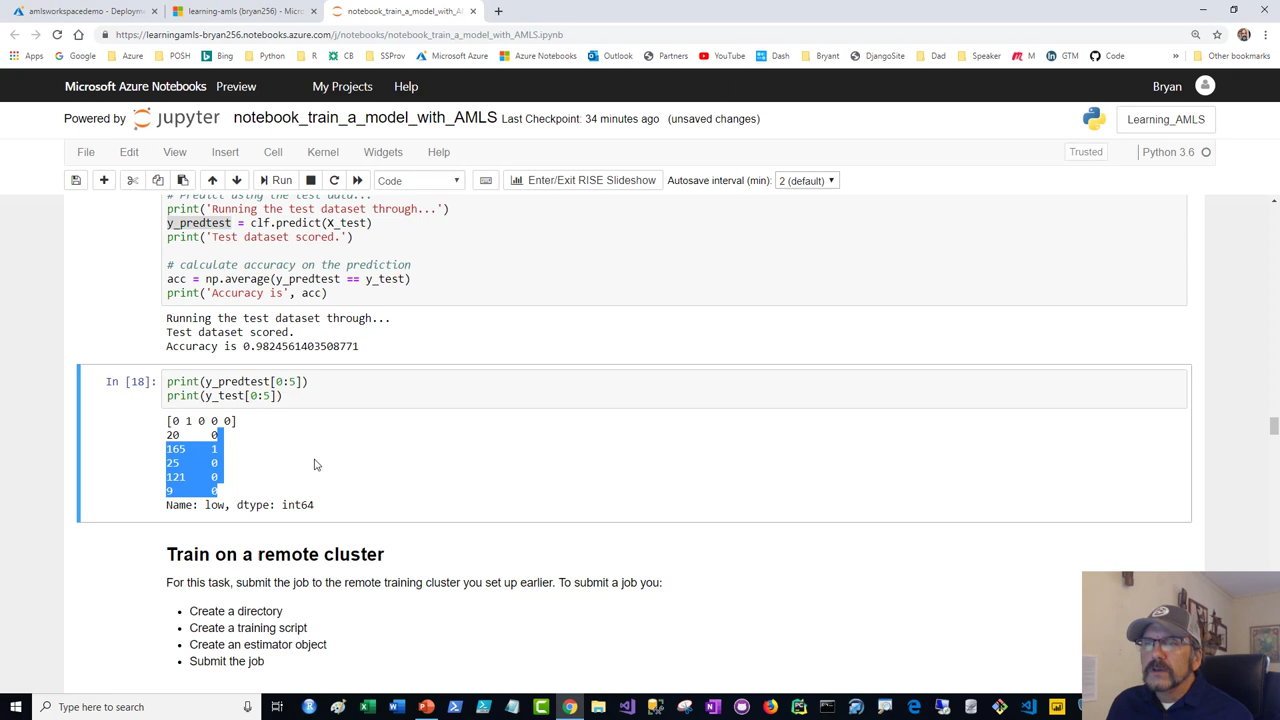 amlsworkspacedemo - Deployme
learning-amls (bryan256) - Micro
notebook_train_a_model_with_AM
https://learningamls-bryan256.notebooks.azure.com/j/notebooks/notebook_train_a_model_with_AMLS.ipynb
Apps Google Azure POSH Bing Python R CB SSProv Microsoft Azure Azure Notebooks Outlook Partners YouTube Dash Bryant DjangoSite Dad Speaker M GTM Code » Other bookmarks
Microsoft Azure Notebooks Preview My Projects Help Bryan
Powered by jupyter notebook_train_a_model_with_AMLS Last Checkpoint: 34 minutes ago (unsaved changes) Learning_AMLS
File Edit View Insert Cell Kernel Widgets Help Trusted Python 3.6
Run Code Enter/Exit RISE Slideshow Autosave interval (min): 2 (default)
# Predict using the test data...
print('Running the test dataset through...')
y_predtest = clf.predict(X_test)
print('Test dataset scored.')
# calculate accuracy on the prediction
acc = np.average(y_predtest == y_test)
print('Accuracy is', acc)
Running the test dataset through...
Test dataset scored.
Accuracy is 0.9824561403508771
In [18]: print(y_predtest[0:5])
print(y_test[0:5])
[0 1 0 0 0]
20 0
165 1
25 0
121 0
9 0
Name: low, dtype: int64
Train on a remote cluster
For this task, submit the job to the remote training cluster you set up earlier. To submit a job you:
• Create a directory
• Create a training script
• Create an estimator object
• Submit the job
Type here to search